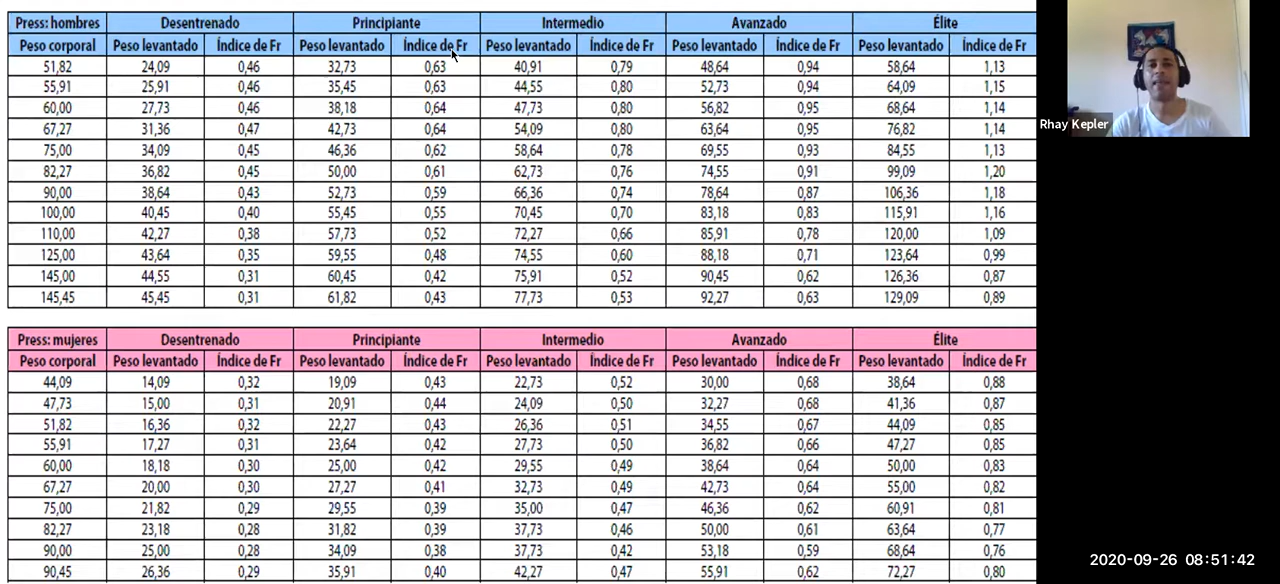 Press: hombres Desentrenado Principiante Intermedio Avanzado Élite
Peso corporal Peso levantado Índice de Fr Peso levantado Índice de Fr Peso levantado Índice de Fr Peso levantado Índice de Fr Peso levantado Índice de Fr
51,82 24,09 0,46 32,73 0,63 40,91 0,79 48,64 0,94 58,64 1,13
55,91 25,91 0,46 35,45 0,63 44,55 0,80 52,73 0,94 64,09 1,15
60,00 27,73 0,46 38,18 0,64 47,73 0,80 56,82 0,95 68,64 1,14
67,27 31,36 0,47 42,73 0,64 54,09 0,80 63,64 0,95 76,82 1,14
75,00 34,09 0,45 46,36 0,62 58,64 0,78 69,55 0,93 84,55 1,13
82,27 36,82 0,45 50,00 0,61 62,73 0,76 74,55 0,91 99,09 1,20
90,00 38,64 0,43 52,73 0,59 66,36 0,74 78,64 0,87 106,36 1,18
100,00 40,45 0,40 55,45 0,55 70,45 0,70 83,18 0,83 115,91 1,16
110,00 42,27 0,38 57,73 0,52 72,27 0,66 85,91 0,78 120,00 1,09
125,00 43,64 0,35 59,55 0,48 74,55 0,60 88,18 0,71 123,64 0,99
145,00 44,55 0,31 60,45 0,42 75,91 0,52 90,45 0,62 126,36 0,87
145,45 45,45 0,31 61,82 0,43 77,73 0,53 92,27 0,63 129,09 0,89
Press: mujeres Desentrenado Principiante Intermedio Avanzado Élite
Peso corporal Peso levantado Índice de Fr Peso levantado Índice de Fr Peso levantado Índice de Fr Peso levantado Índice de Fr Peso levantado Índice de Fr
44,09 14,09 0,32 19,09 0,43 22,73 0,52 30,00 0,68 38,64 0,88
47,73 15,00 0,31 20,91 0,44 24,09 0,50 32,27 0,68 41,36 0,87
51,82 16,36 0,32 22,27 0,43 26,36 0,51 34,55 0,67 44,09 0,85
55,91 17,27 0,31 23,64 0,42 27,73 0,50 36,82 0,66 47,27 0,85
60,00 18,18 0,30 25,00 0,42 29,55 0,49 38,64 0,64 50,00 0,83
67,27 20,00 0,30 27,27 0,41 32,73 0,49 42,73 0,64 55,00 0,82
75,00 21,82 0,29 29,55 0,39 35,00 0,47 46,36 0,62 60,91 0,81
82,27 23,18 0,28 31,82 0,39 37,73 0,46 50,00 0,61 63,64 0,77
90,00 25,00 0,28 34,09 0,38 37,73 0,42 53,18 0,59 68,64 0,76
90,45 26,36 0,29 35,91 0,40 42,27 0,47 55,91 0,62 72,27 0,80
Rhay Kepler
2020-09-26 08:51:42